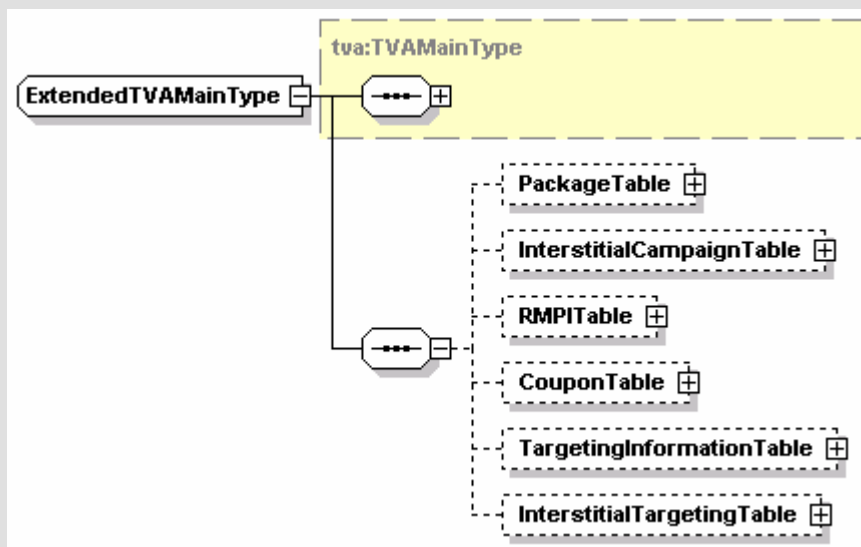 tva:TVAMainType
ExtendedTVAMainType
PackageTable
InterstitialCampaignTable
RMPITable
CouponTable
TargetingInformationTable
InterstitialTargetingTable